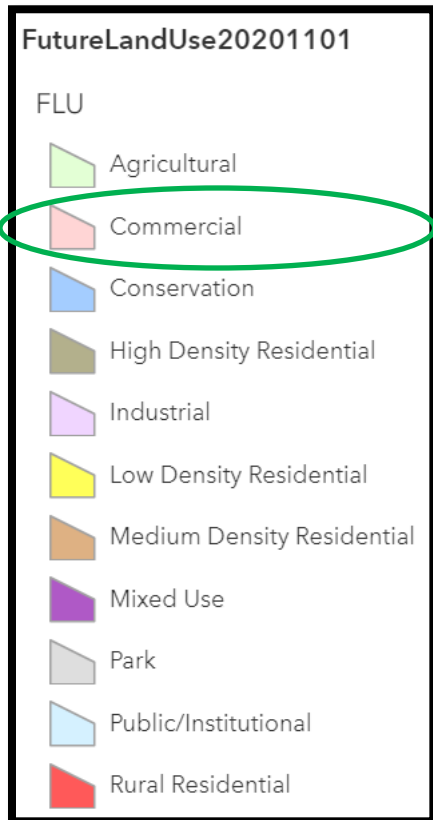 FutureLandUse20201101
FLU
Agricultural
Commercial
Conservation
High Density Residential
Industrial
Low Density Residential
Medium Density Residential
Mixed Use
Park
Public/Institutional
Rural Residential